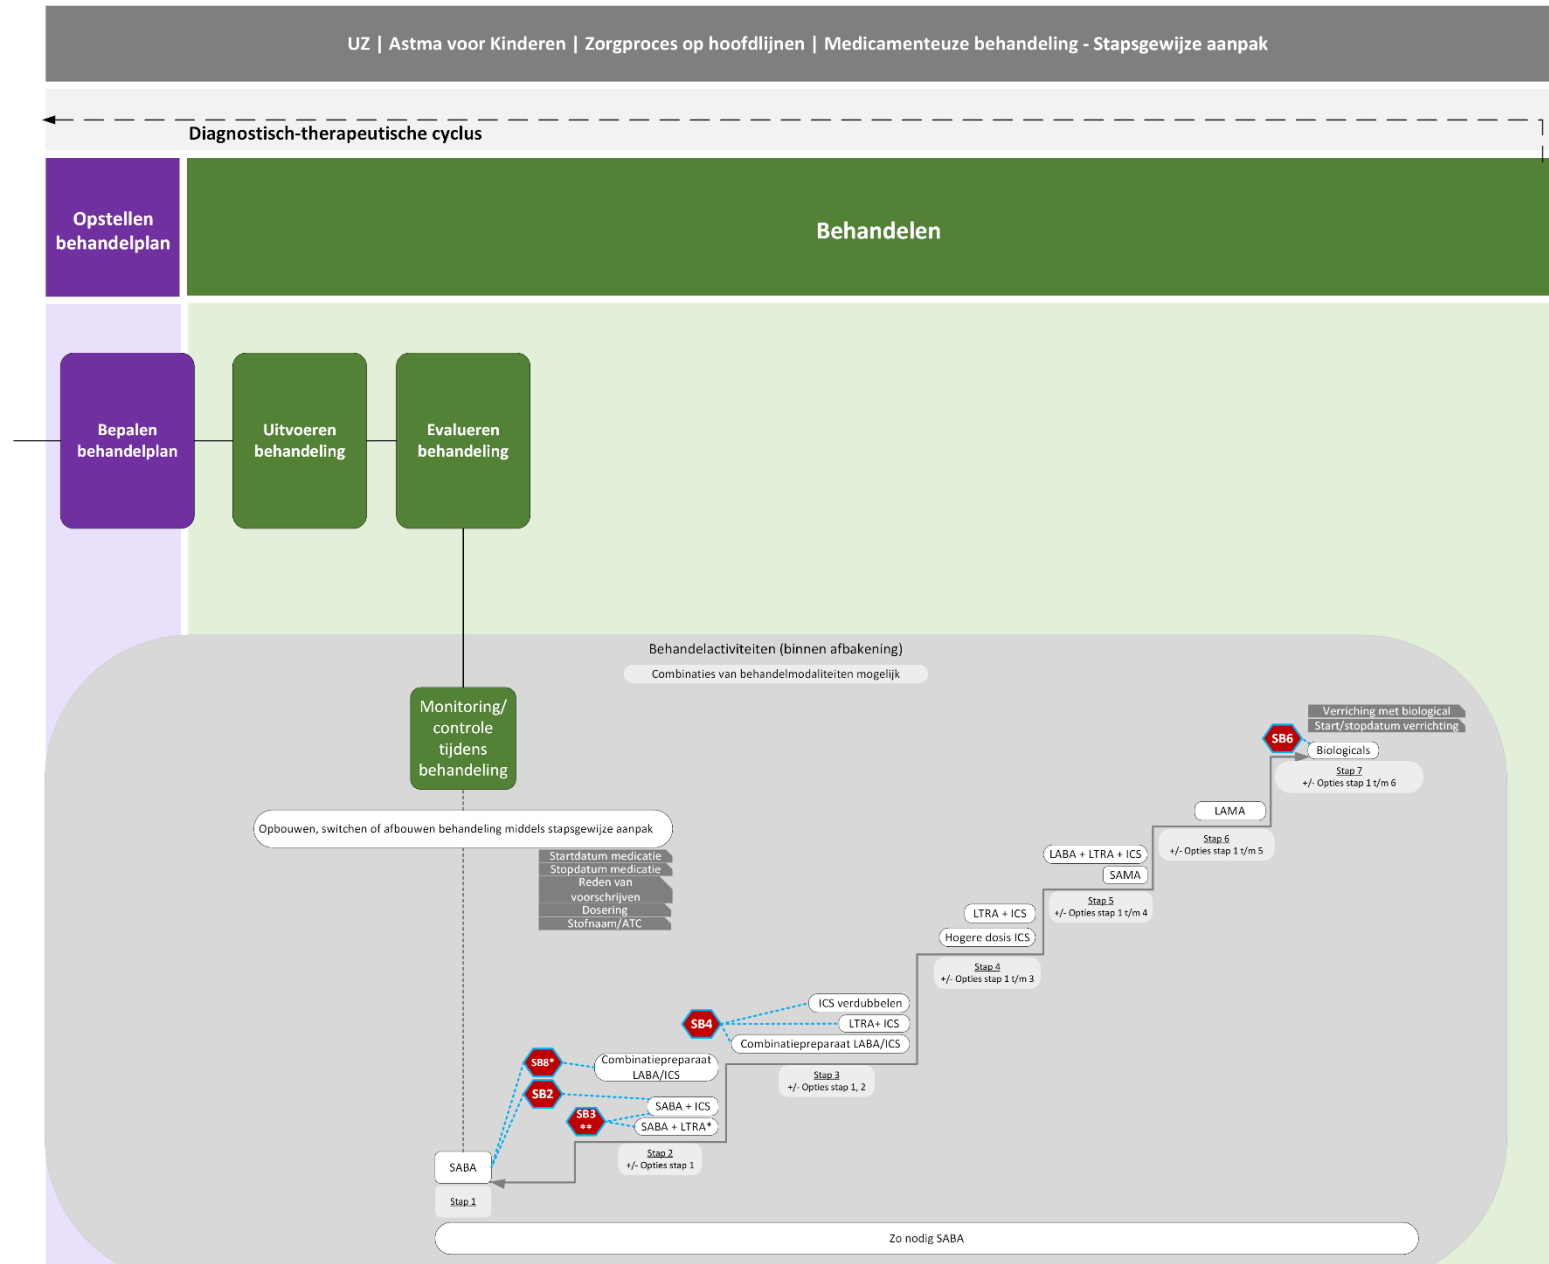 UZ | Astma voor Kinderen | Zorgproces op hoofdlijnen | Medicamenteuze behandeling - Stapsgewijze aanpak
Diagnostisch-therapeutische cyclus
Opstellen
behandelplan
Behandelen
Bepalen
behandelplan
Uitvoeren
behandeling
Evalueren
behandeling
Behandelactiviteiten (binnen afbakening)
Combinaties van behandelmodaliteiten mogelijk
Monitoring/
controle
tijdens
behandeling
Opbouwen, switchen of afbouwen behandeling middels stapsgewijze aanpak
Startdatum medicatie
Stopdatum medicatie
Reden van
voorschrijven
Dosering
Stofnaam/ATC
Verriching met biological
Start/stopdatum verrichting
SB6
Biologicals
Stap 7
+/- Opties stap 1 t/m 6
LAMA
Stap 6
+/- Opties stap 1 t/m 5
LABA + LTRA + ICS
SAMA
Stap 5
+/- Opties stap 1 t/m 4
LTRA + ICS
Hogere dosis ICS
Stap 4
+/- Opties stap 1 t/m 3
ICS verdubbelen
SB4
LTRA+ ICS
Combinatiepreparaat LABA/ICS
Stap 3
+/- Opties stap 1, 2
SB8*
Combinatiepreparaat
LABA/ICS
SB2
SABA + ICS
SB3
**
SABA + LTRA*
Stap 2
+/- Opties stap 1
SABA
Stap 1
Zo nodig SABA